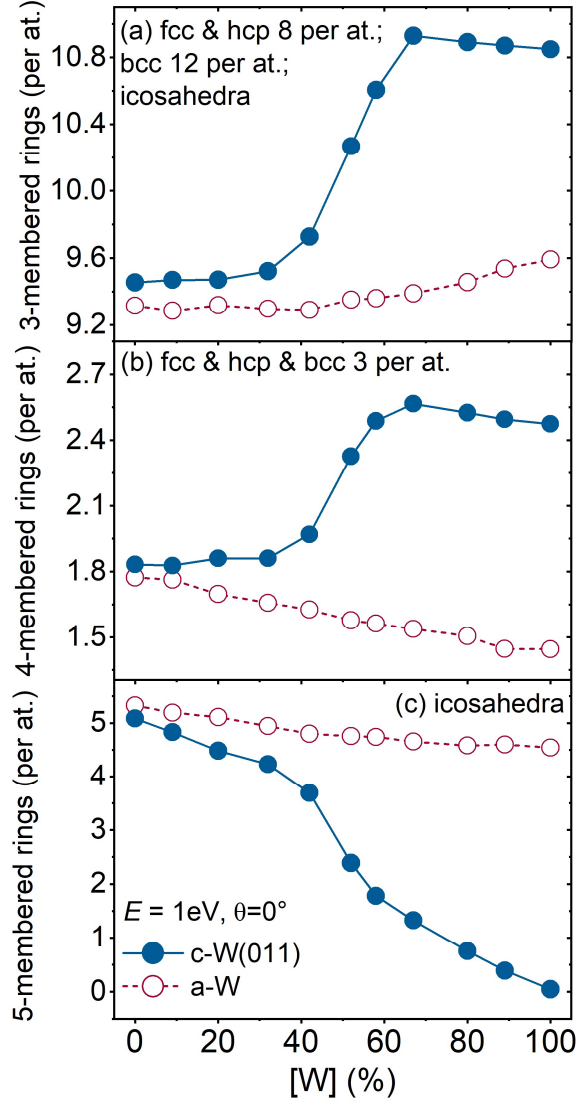 3-membered rings (per at.)
10.8
10.4
10.0
9.6
9.2
(a) fcc & hcp 8 per at.;
bcc 12 per at.;
icosahedra
4-membered rings (per at.)
2.7
2.4
2.1
1.8
1.5
(b) fcc & hcp & bcc 3 per at.
5-membered rings (per at.)
5
4
3
2
1
0
(c) icosahedra
E = 1eV, θ=0°
c-W(011)
a-W
0 20 40 60 80 100
[W] (%)